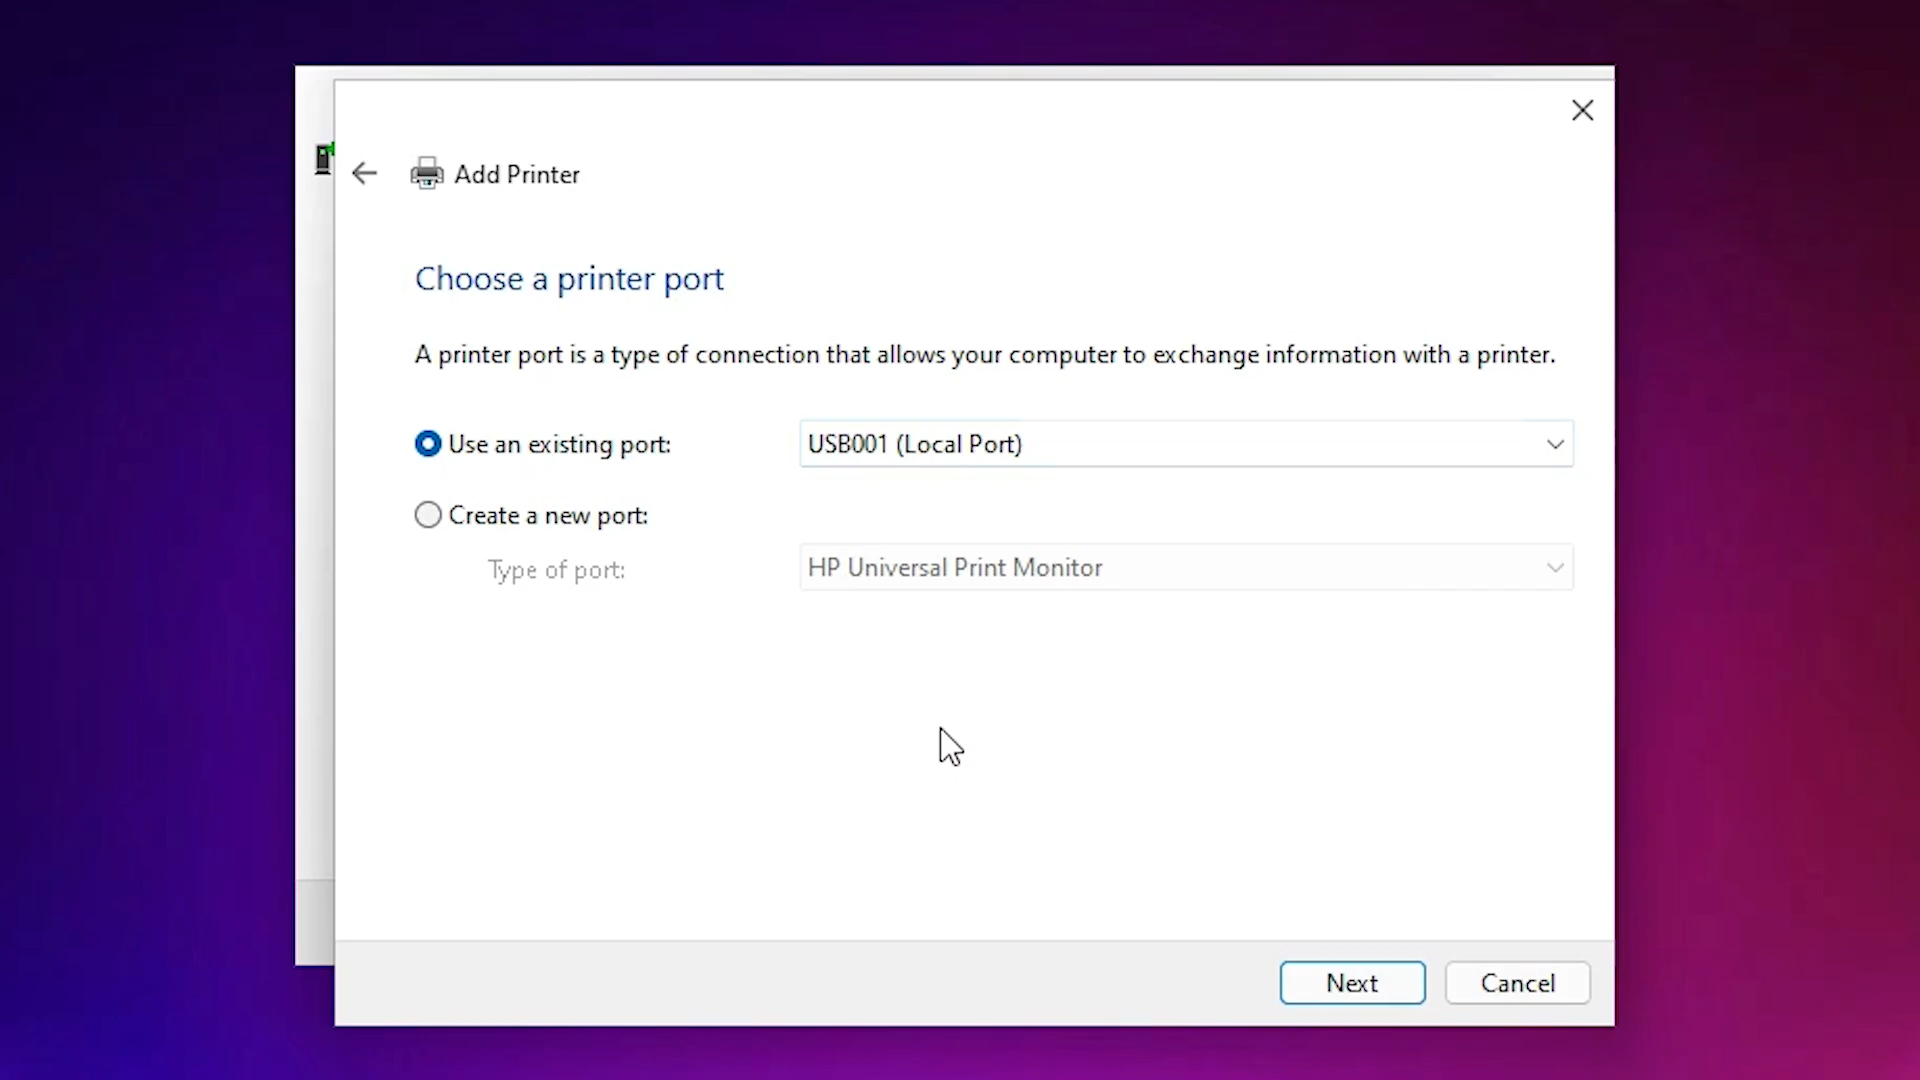 Add Printer
Choose a printer port
A printer port is a type of connection that allows your computer to exchange information with a printer.
Use an existing port:
USB001 (Local Port)
Create a new port:
Type of port:
HP Universal Print Monitor
Next
Cancel